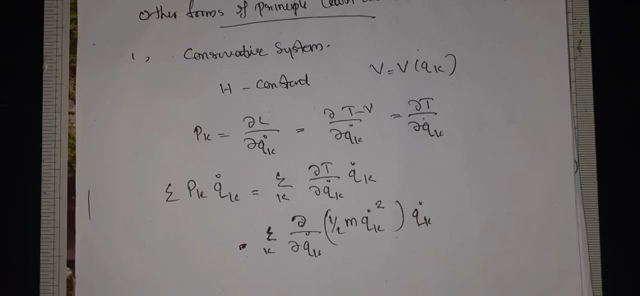 Other forms of principle
1, Conservative System.
H - constant V = V(qₖ)
Pₖ = ∂L/∂q̇ₖ = ∂ T-V/∂q̇ₖ = ∂T/∂q̇ₖ
Σ Pₖ q̇ₖ = Σₖ ∂T/∂q̇ₖ q̇ₖ
= Σₖ ∂/∂q̇ₖ (½ m q̇ₖ²) q̇ₖ